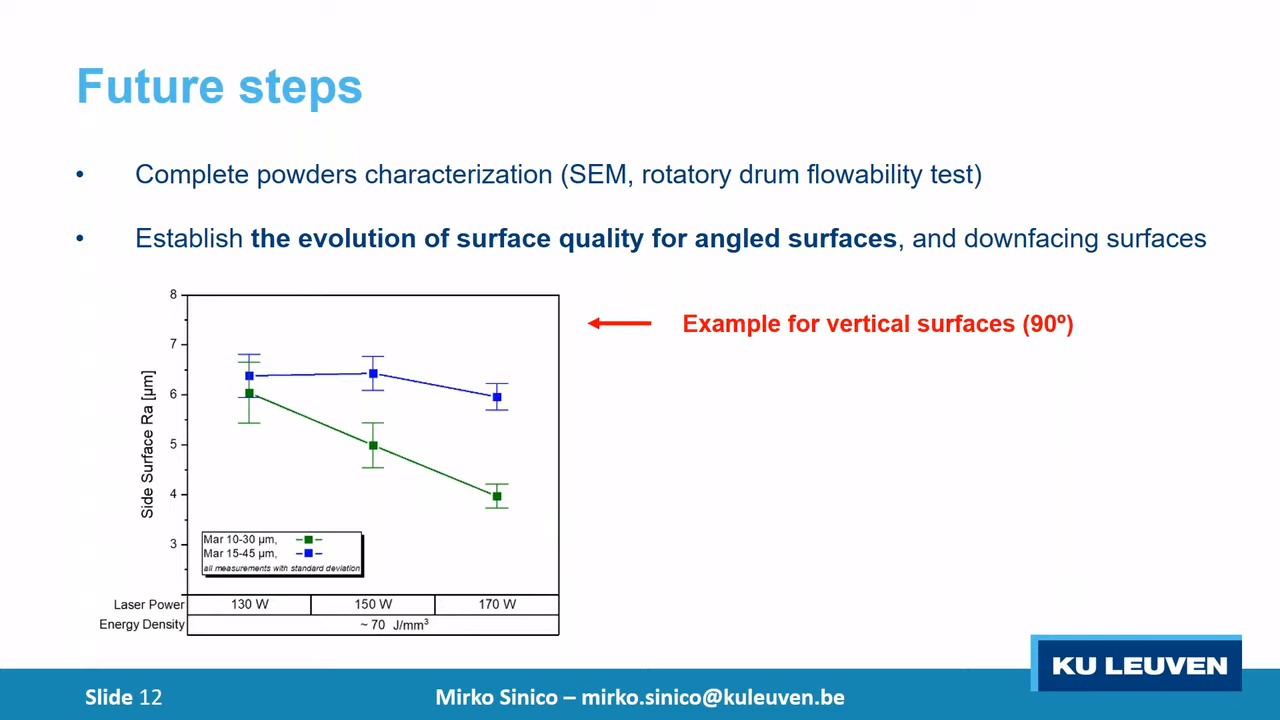 Future steps
• Complete powders characterization (SEM, rotatory drum flowability test)
• Establish the evolution of surface quality for angled surfaces, and downfacing surfaces
Example for vertical surfaces (90º)
8
7
6
5
4
3
Side Surface Ra [µm]
Mar 10-30 µm,
Mar 15-45 µm,
all measurements with standard deviation
Laser Power 130 W 150 W 170 W
Energy Density ~ 70 J/mm³
KU LEUVEN
Slide 12
Mirko Sinico – mirko.sinico@kuleuven.be